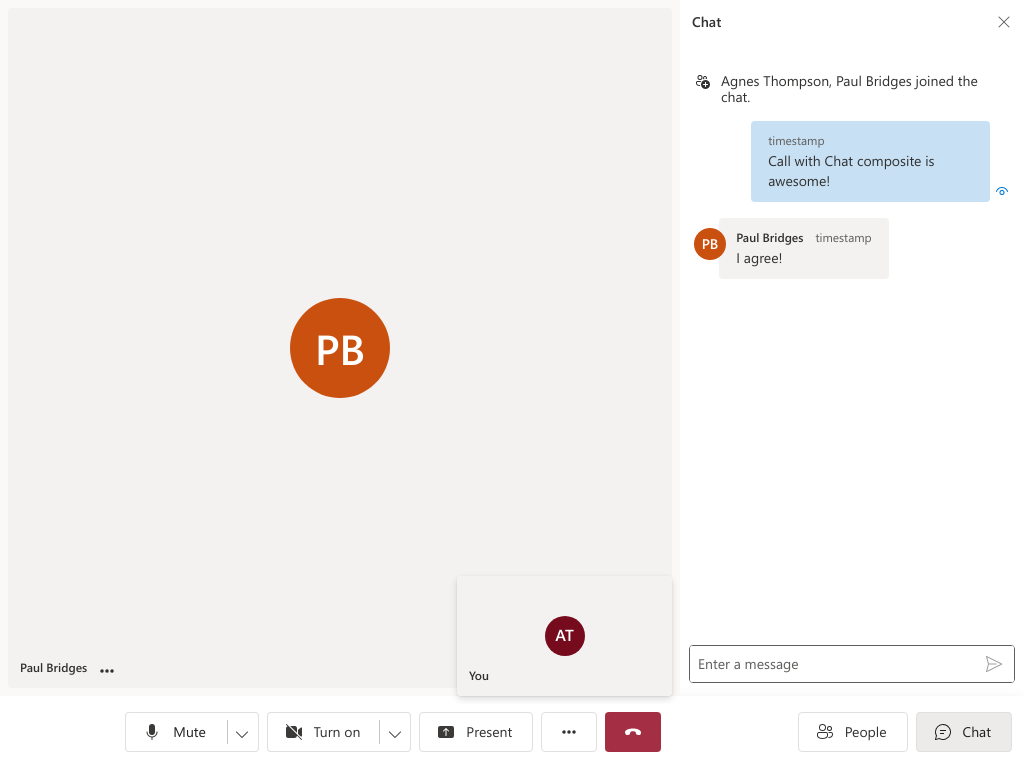 Chat
Agnes Thompson, Paul Bridges joined the
chat.
timestamp
Call with Chat composite is
awesome!
PB
Paul Bridges timestamp
I agree!
PB
AT
You
Paul Bridges
Enter a message
Mute
Turn on
Present
People
Chat